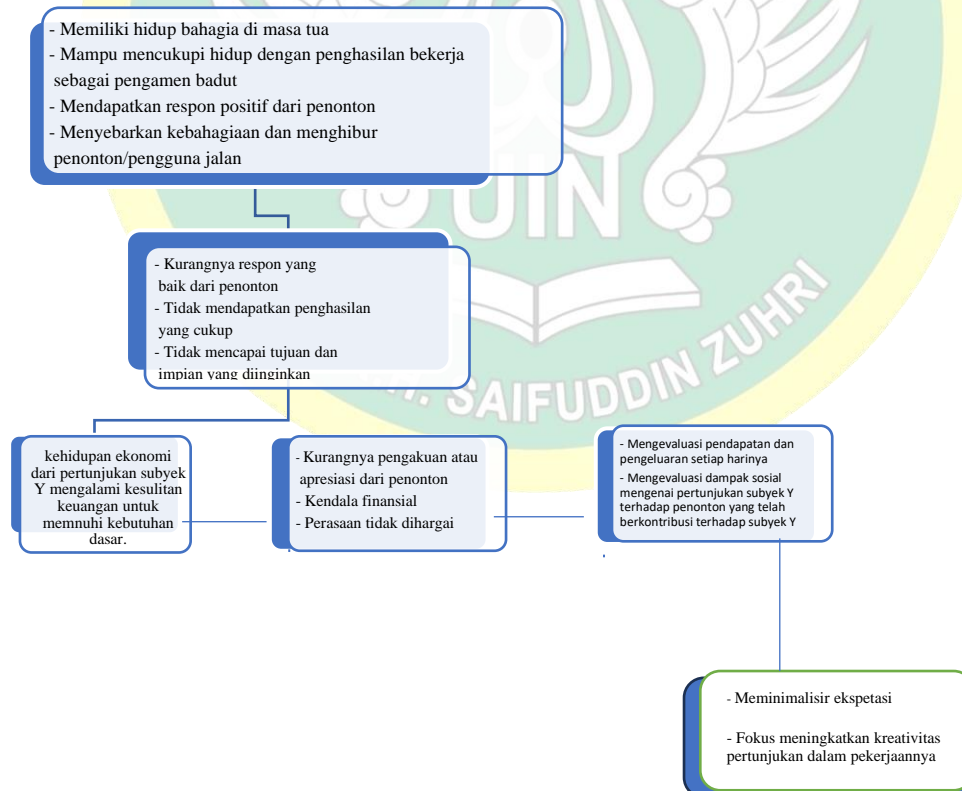 - Memiliki hidup bahagia di masa tua
- Mampu mencukupi hidup dengan penghasilan bekerja
sebagai pengamen badut
- Mendapatkan respon positif dari penonton
- Menyebarkan kebahagiaan dan menghibur
penonton/pengguna jalan
UIN
- Kurangnya respon yang
baik dari penonton
- Tidak mendapatkan penghasilan
yang cukup
- Tidak mencapai tujuan dan
impian yang diinginkan
H. SAIFUDDIN ZUHRI
kehidupan ekonomi
dari pertunjukan subyek
Y mengalami kesulitan
keuangan untuk
memnuhi kebutuhan
dasar.
- Kurangnya pengakuan atau
apresiasi dari penonton
- Kendala finansial
- Perasaan tidak dihargai
- Mengevaluasi pendapatan dan
pengeluaran setiap harinya
- Mengevaluasi dampak sosial
mengenai pertunjukan subyek Y
terhadap penonton yang telah
berkontribusi terhadap subyek Y
- Meminimalisir ekspetasi
- Fokus meningkatkan kreativitas
pertunjukan dalam pekerjaannya